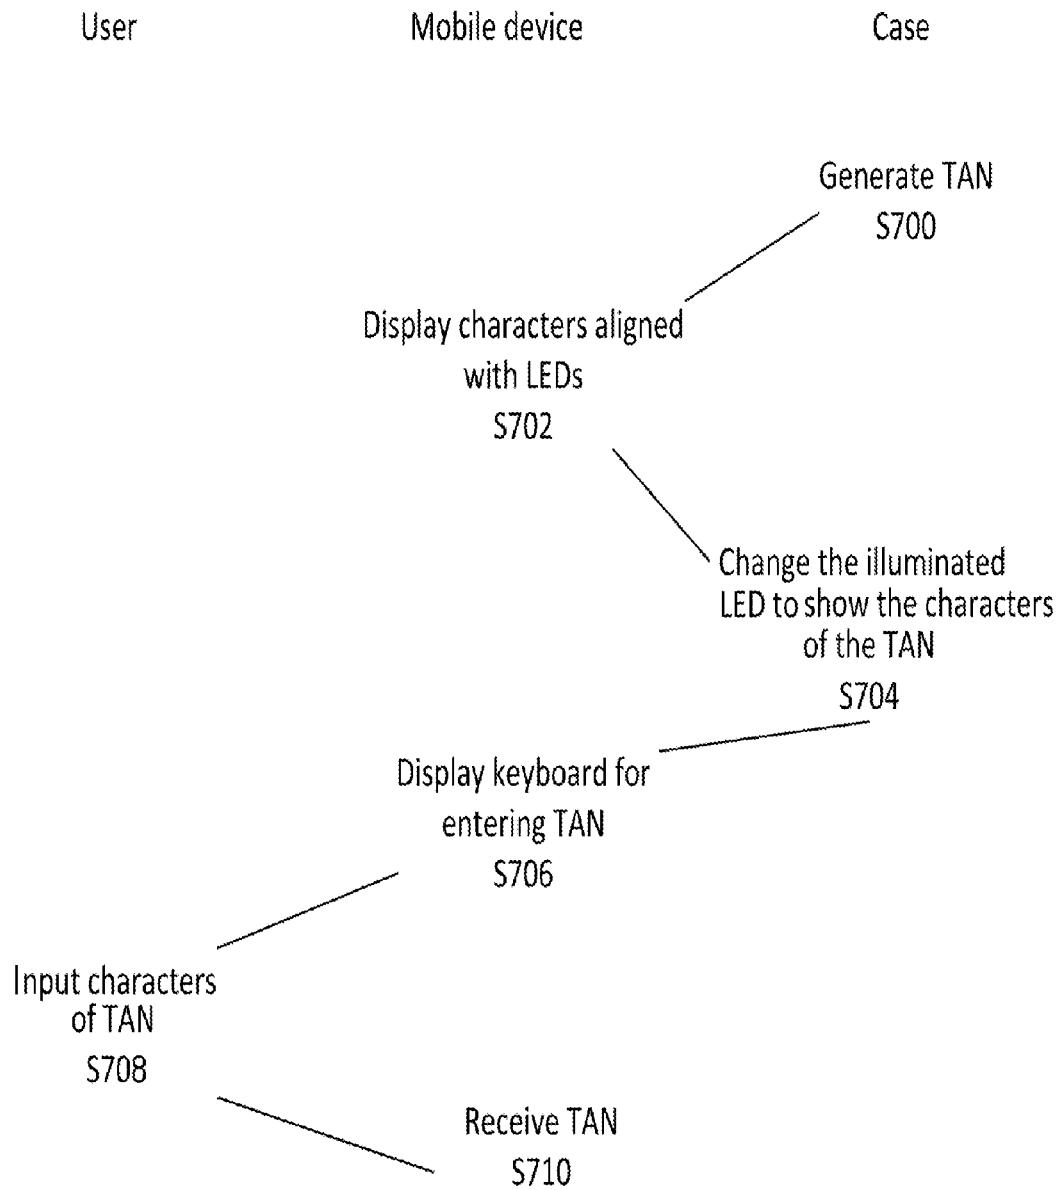 User Mobile device Case
Generate TAN
S700
Display characters aligned
with LEDs
S702
Change the illuminated
LED to show the characters
of the TAN
S704
Display keyboard for
entering TAN
S706
Input characters
of TAN
S708
Receive TAN
S710